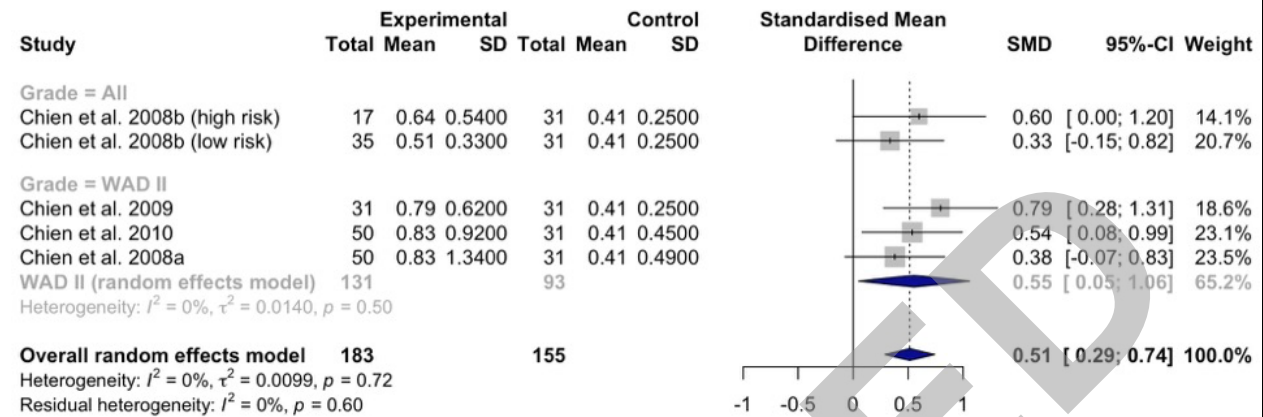 Experimental Control Standardised Mean
Study Total Mean SD Total Mean SD Difference SMD 95%-CI Weight
Grade = All
Chien et al. 2008b (high risk) 17 0.64 0.5400 31 0.41 0.2500 0.60 [ 0.00; 1.20] 14.1%
Chien et al. 2008b (low risk) 35 0.51 0.3300 31 0.41 0.2500 0.33 [-0.15; 0.82] 20.7%
Grade = WAD II
Chien et al. 2009 31 0.79 0.6200 31 0.41 0.2500 0.79 [ 0.28; 1.31] 18.6%
Chien et al. 2010 50 0.83 0.9200 31 0.41 0.4500 0.54 [ 0.08; 0.99] 23.1%
Chien et al. 2008a 50 0.83 1.3400 31 0.41 0.4900 0.38 [-0.07; 0.83] 23.5%
WAD II (random effects model) 131 93 0.55 [ 0.05; 1.06] 65.2%
Heterogeneity: I² = 0%, τ² = 0.0140, p = 0.50
Overall random effects model 183 155 0.51 [ 0.29; 0.74] 100.0%
Heterogeneity: I² = 0%, τ² = 0.0099, p = 0.72
Residual heterogeneity: I² = 0%, p = 0.60
-1 -0.5 0 0.5 1